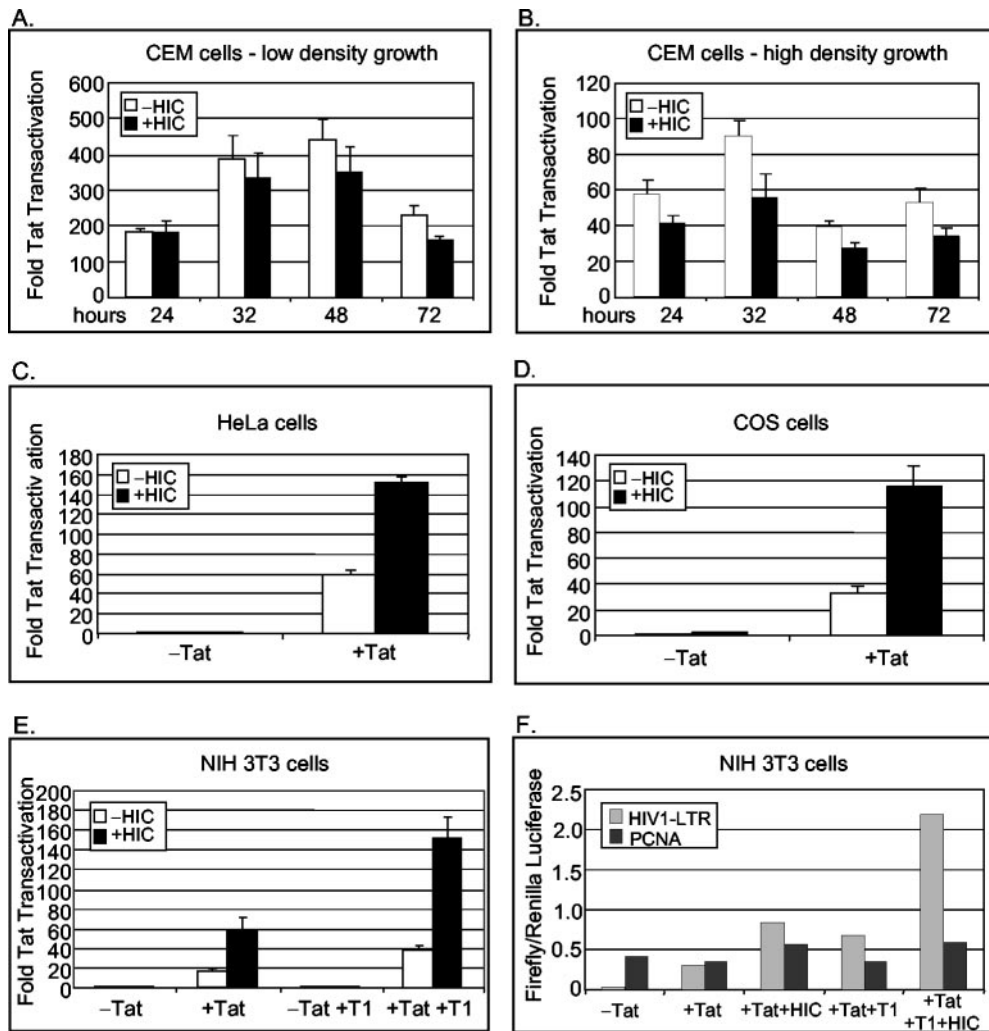 A.
CEM cells - low density growth
Fold Tat Transactivation
600
500
400
300
200
100
0
–HIC
+HIC
hours 24 32 48 72
B.
CEM cells - high density growth
Fold Tat Transactivation
120
100
80
60
40
20
0
–HIC
+HIC
hours 24 32 48 72
C.
HeLa cells
Fold Tat Transactiv ation
180
160
140
120
100
80
60
40
20
0
–HIC
+HIC
–Tat +Tat
D.
COS cells
Fold Tat Transactivation
140
120
100
80
60
40
20
0
–HIC
+HIC
–Tat +Tat
E.
NIH 3T3 cells
Fold Tat Transactivation
200
180
160
140
120
100
80
60
40
20
0
–HIC
+HIC
–Tat +Tat –Tat +T1 +Tat +T1
F.
NIH 3T3 cells
Firefly/Renilla Luciferase
2.5
2.0
1.5
1.0
0.5
0
HIV1-LTR
PCNA
–Tat +Tat +Tat+HIC +Tat+T1 +Tat
+T1+HIC